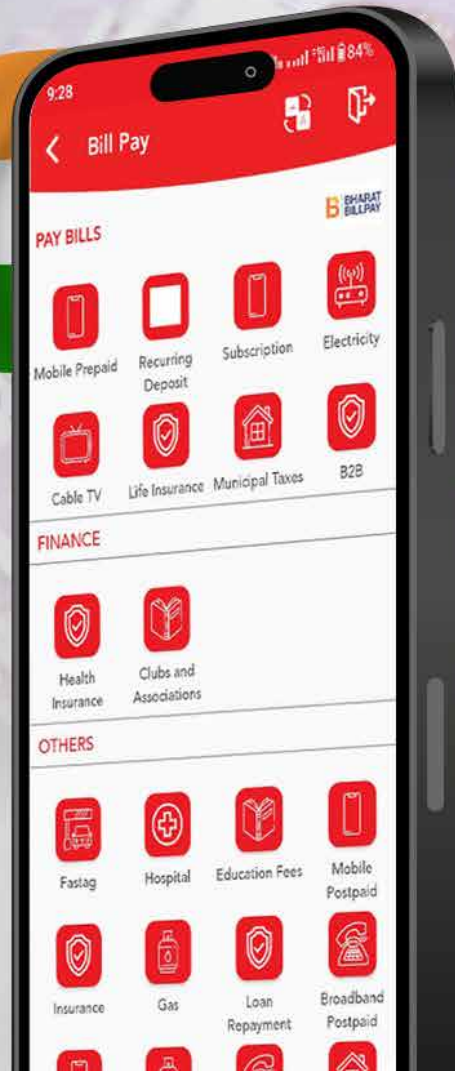 9:28
84%
Bill Pay
BHARAT
BILLPAY
PAY BILLS
Mobile Prepaid
Recurring
Deposit
Subscription
Electricity
Cable TV
Life Insurance
Municipal Taxes
B2B
FINANCE
Health
Insurance
Clubs and
Associations
OTHERS
Fastag
Hospital
Education Fees
Mobile
Postpaid
Insurance
Gas
Loan
Repayment
Broadband
Postpaid